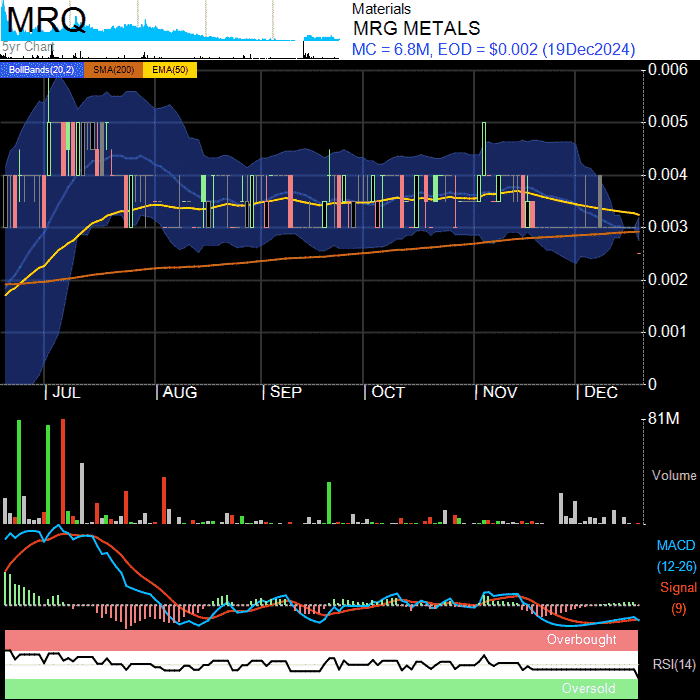 MRQ
5yr Chart
Materials
MRG METALS
MC = 6.8M, EOD = $0.002 (19Dec2024)
BollBands(20,2) SMA(200) EMA(50)
0.006
0.005
0.004
0.003
0.002
0.001
0
| JUL | AUG | SEP | OCT | NOV | DEC
81M
Volume
MACD
(12-26)
Signal
(9)
Overbought
RSI(14)
Oversold